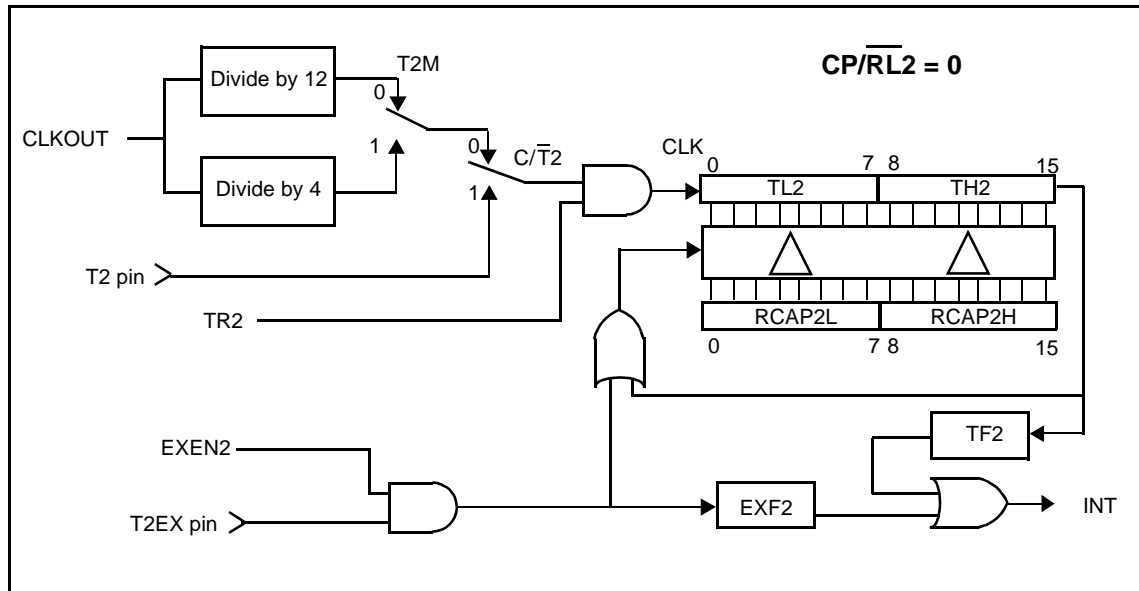 CP/RL2 = 0
Divide by 12
T2M
0
CLKOUT
1
0
C/T2
CLK
0
7 8
15
TL2
TH2
Divide by 4
1
T2 pin
TR2
RCAP2L
RCAP2H
0
7 8
15
TF2
EXEN2
EXF2
INT
T2EX pin